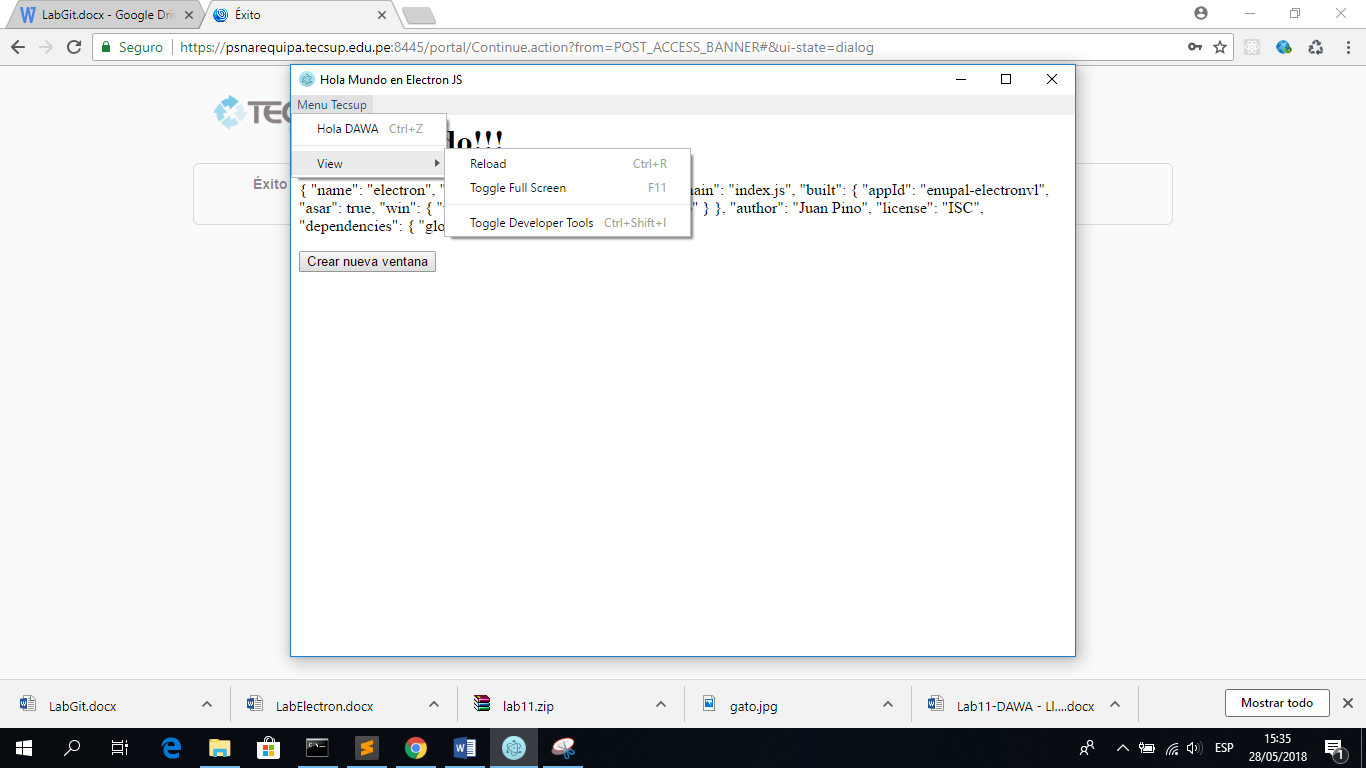 LabGit.docx - Google Dri
Éxito
Seguro
https://psnarequipa.tecsup.edu.pe:8445/portal/Continue.action?from=POST_ACCESS_BANNER#&ui-state=dialog
Hola Mundo en Electron JS
Menu Tecsup
Hola DAWA Ctrl+Z
View
Reload Ctrl+R
Toggle Full Screen F11
Toggle Developer Tools Ctrl+Shift+I
TEC
Éxito
do!!!
{ "name": "electron", " main": "index.js", "built": { "appId": "enupal-electronvl",
"asar": true, "win": { " " } }, "author": "Juan Pino", "license": "ISC",
"dependencies": { "glo
Crear nueva ventana
LabGit.docx
LabElectron.docx
lab11.zip
gato.jpg
Lab11-DAWA - Ll....docx
Mostrar todo
ESP
15:35
28/05/2018
1